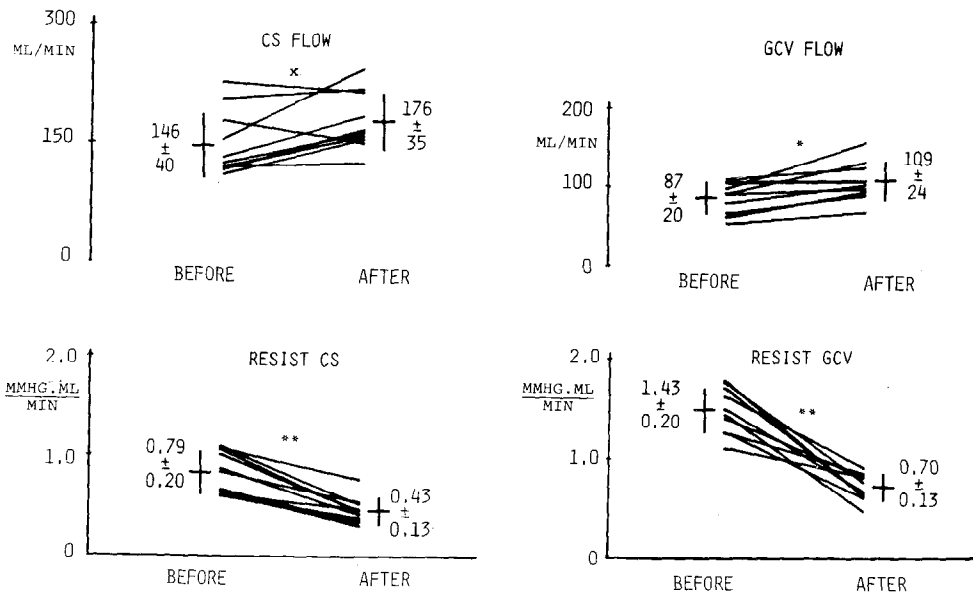 300
ML/MIN
CS FLOW
x
146
±
40
150
176
±
35
0
BEFORE
AFTER
GCV FLOW
200
ML/MIN
*
87
±
20
100
109
±
24
0
BEFORE
AFTER
2.0
RESIST CS
MMHG.ML
MIN
**
0.79
±
0.20
1.0
0.43
±
0.13
0
BEFORE
AFTER
2.0
RESIST GCV
MMHG.ML
MIN
1.43
±
0.20
**
1.0
0.70
±
0.13
0
BEFORE
AFTER